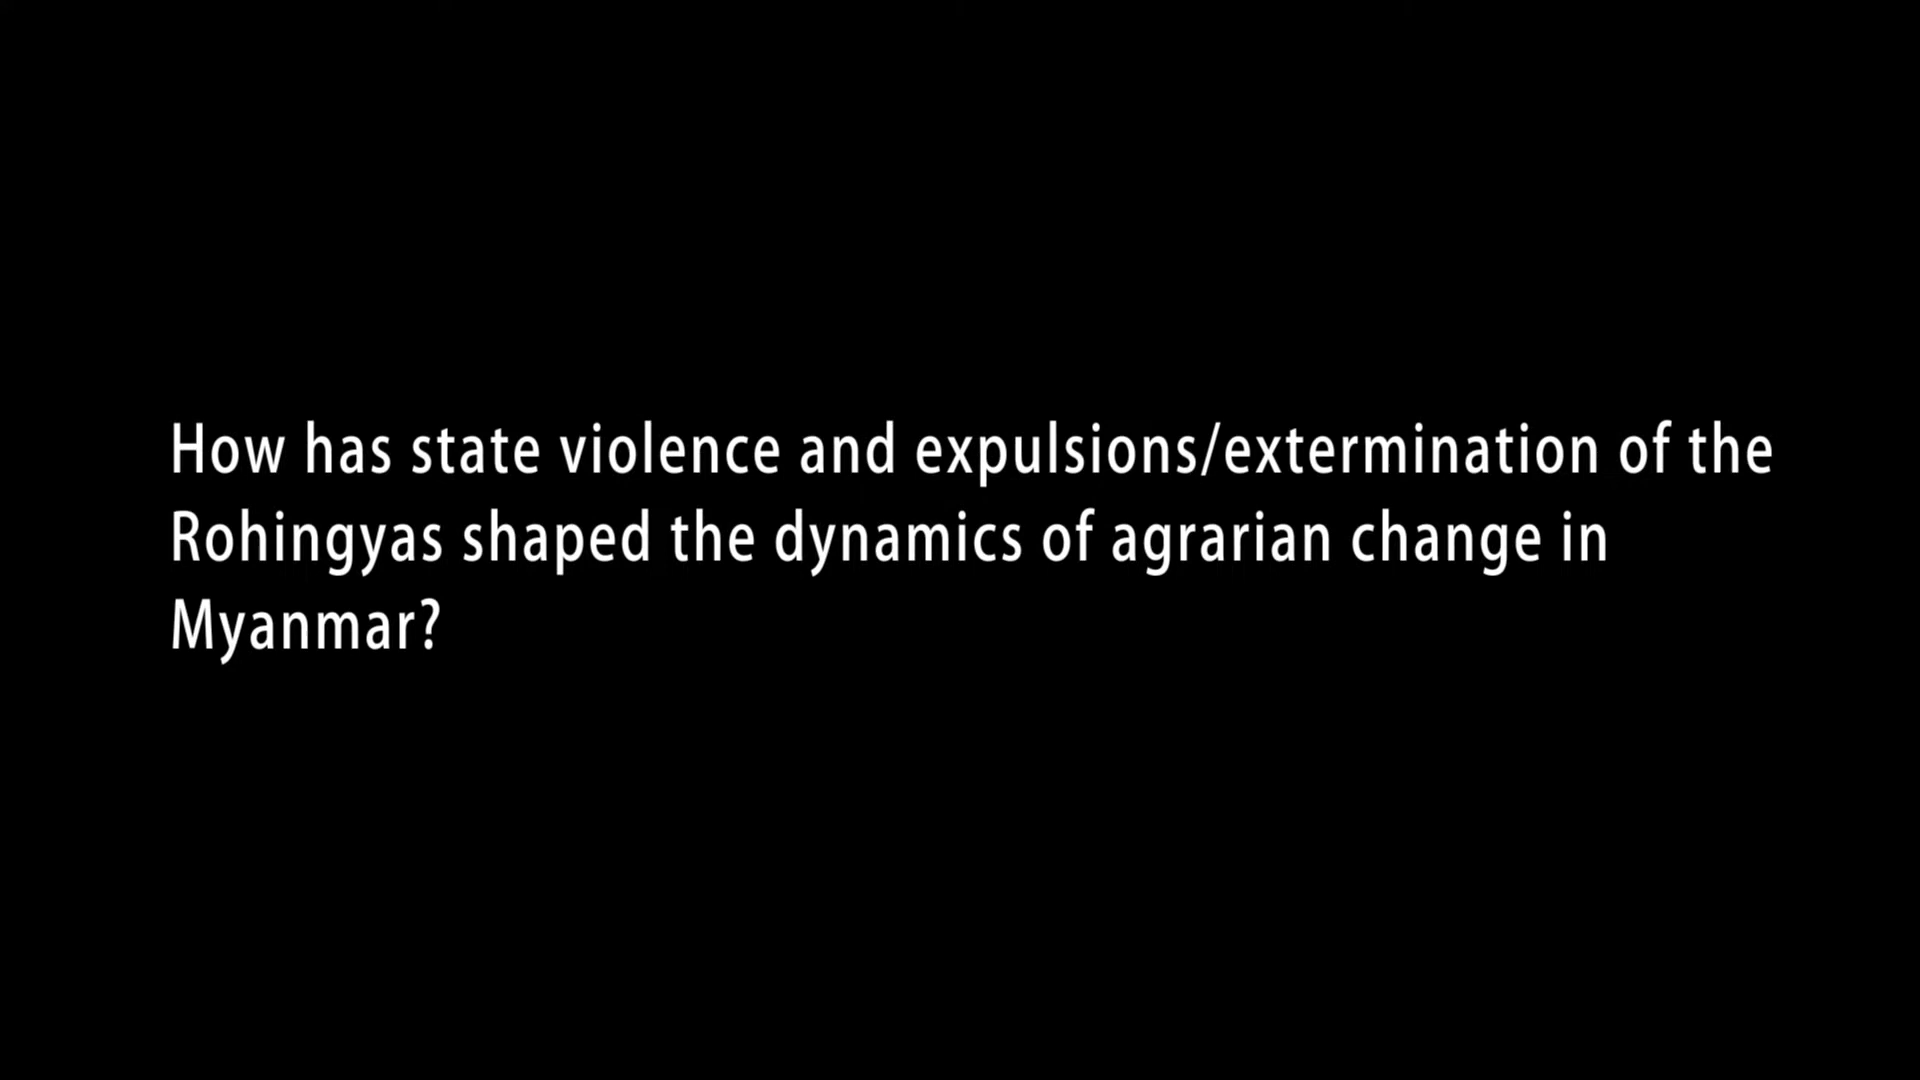 How has state violence and expulsions/extermination of the
Rohingyas shaped the dynamics of agrarian change in
Myanmar?